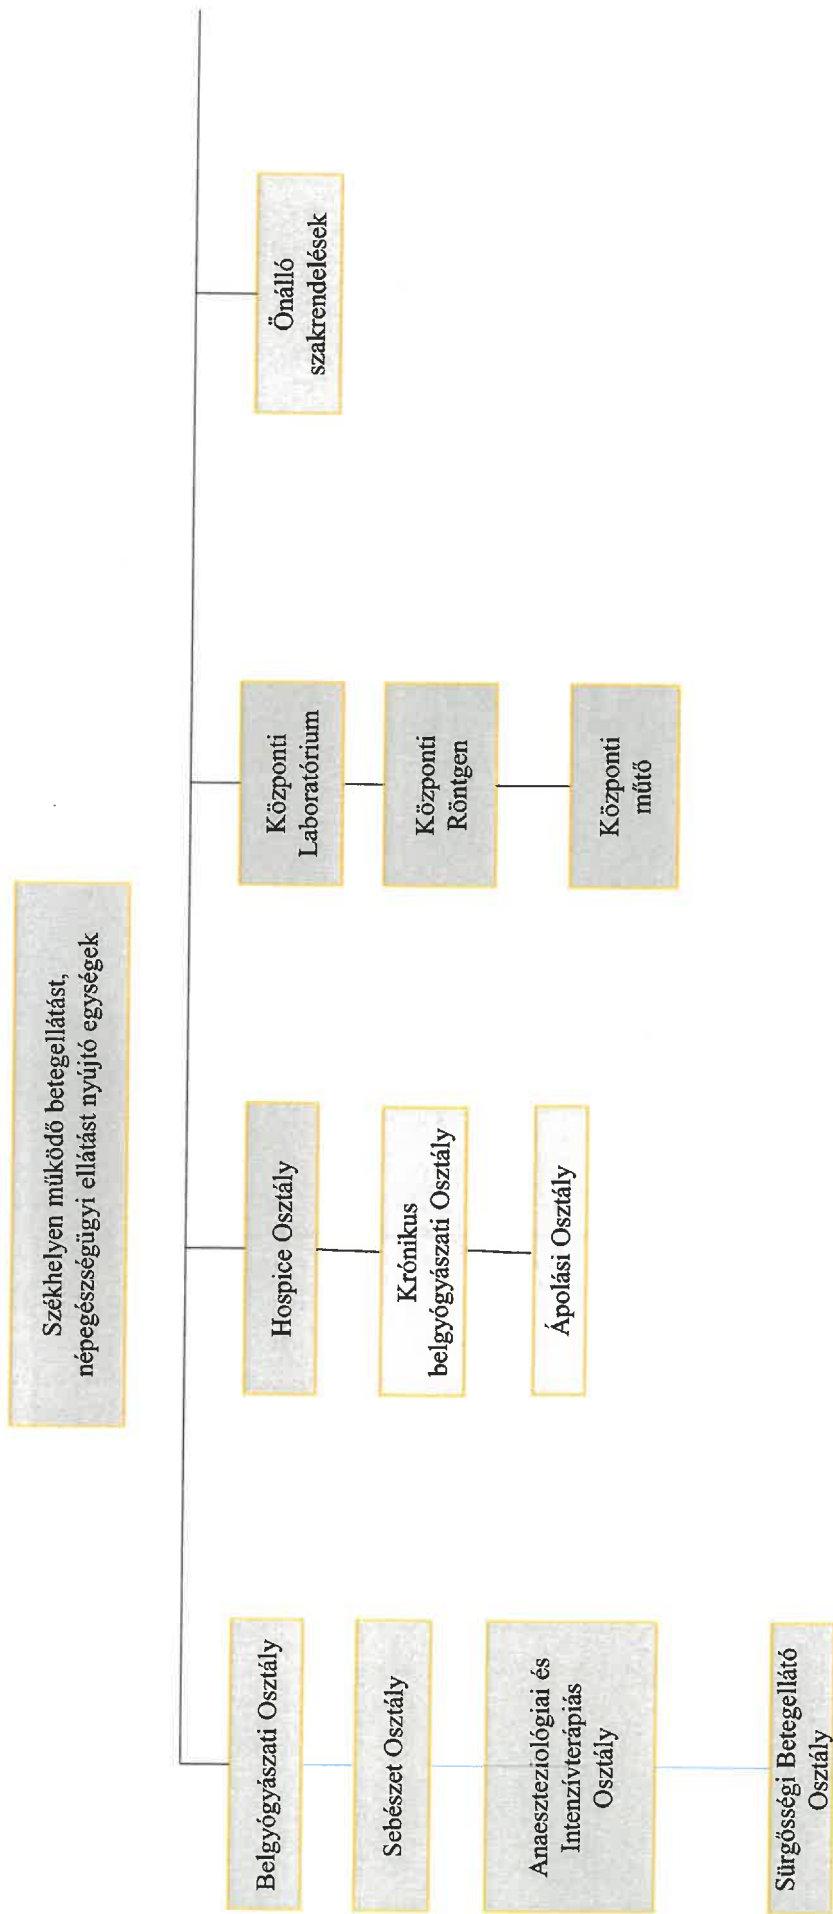 Székhelyen működő betegellátást,
népegészségügyi ellátást nyújtó egységek
Belgyógyászati Osztály
Sebészet Osztály
Anaeszteziológiai és
Intenzívterápiás
Osztály
Sürgősségi Betegellátó
Osztály
Hospice Osztály
Krónikus
belgyógyászati Osztály
Ápolási Osztály
Központi
Laboratórium
Központi
Röntgen
Központi
műtő
Önálló
szakrendelések